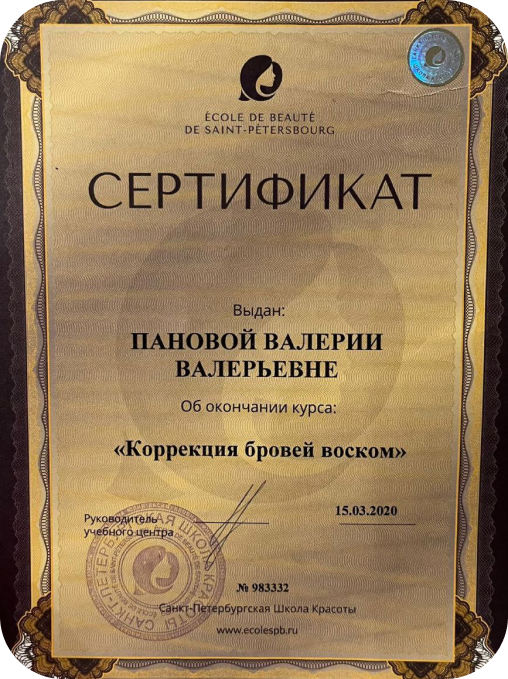 ÉCOLE DE BEAUTÉ
DE SAINT-PÉTERSBOURG
СЕРТИФИКАТ
Выдан:
ПАНОВОЙ ВАЛЕРИИ
ВАЛЕРЬЕВНЕ
Об окончании курса:
«Коррекция бровей воском»
15.03.2020
Руководитель
учебного центра
САНКТ-ПЕТЕРБУРГСКАЯ ШКОЛА КРАСОТЫ
№ 983332
Санкт-Петербургская Школа Красоты
www.ecolespb.ru